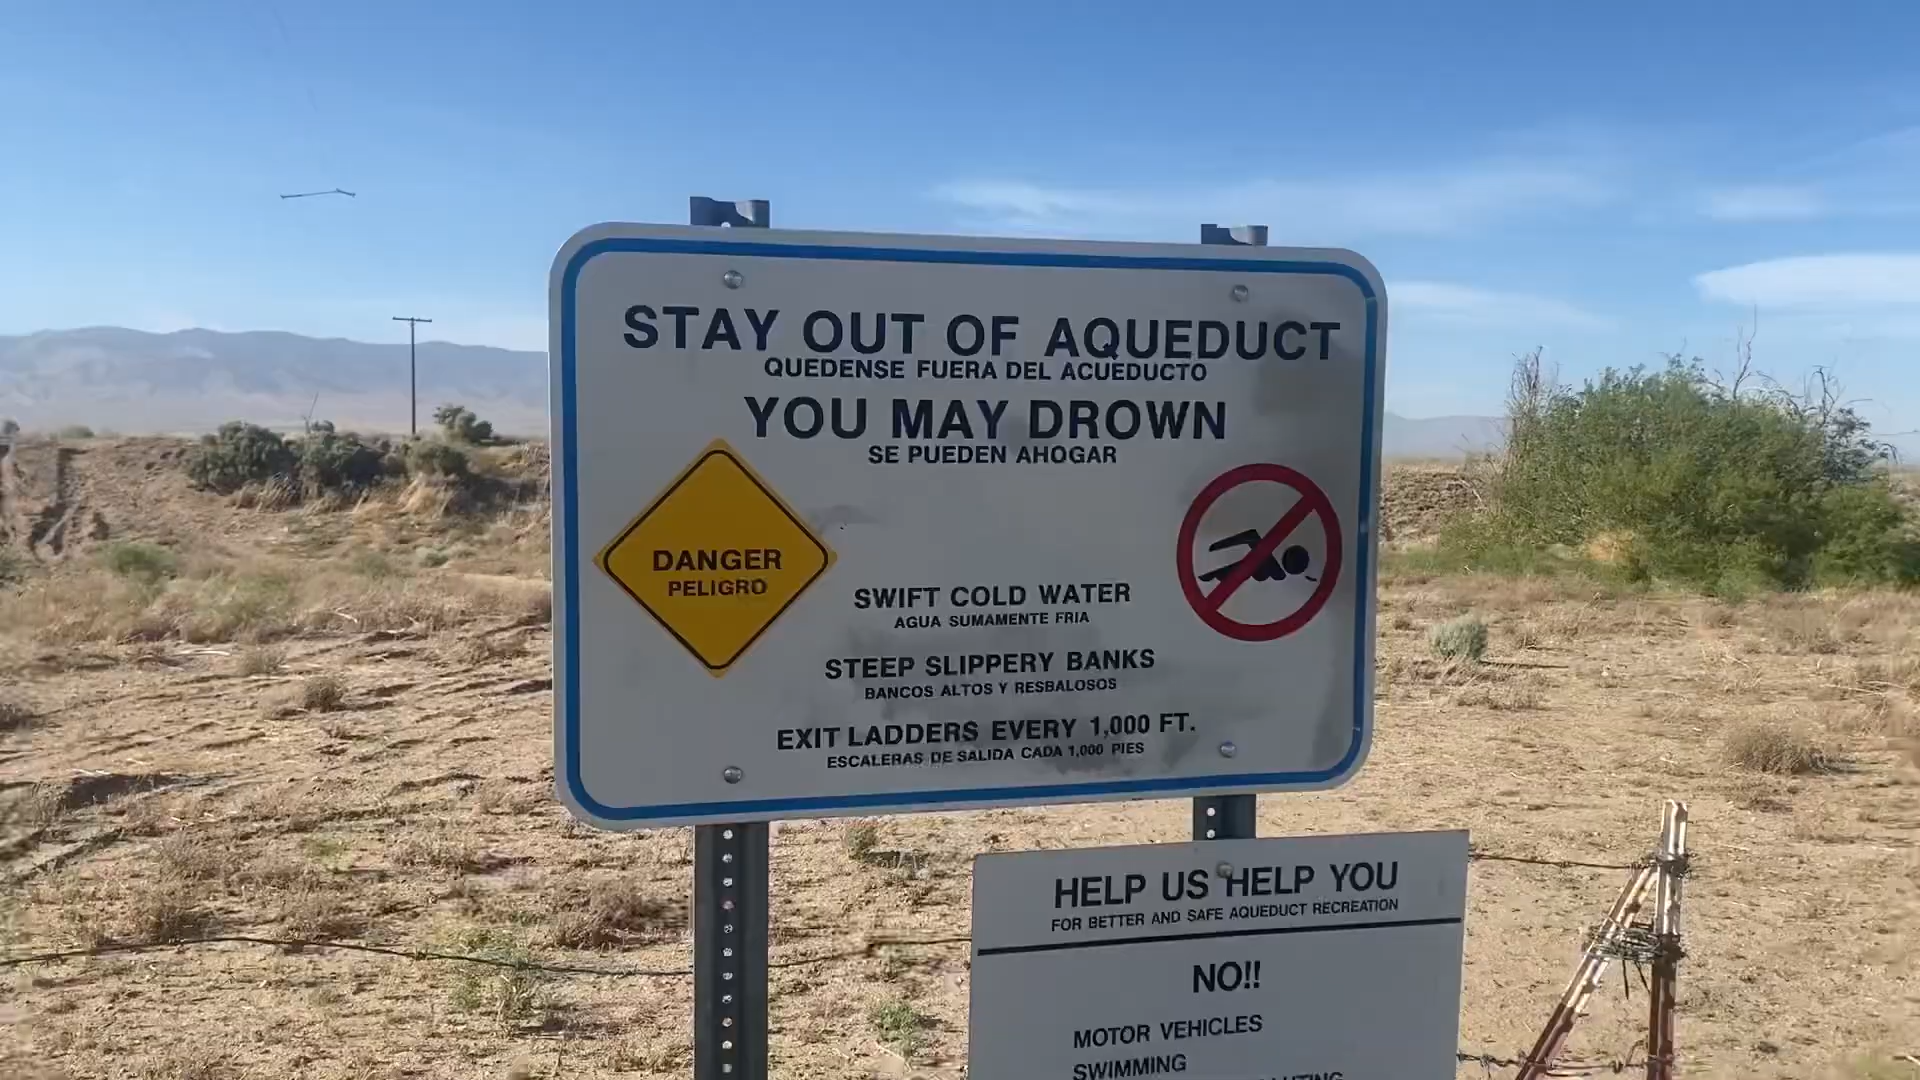 STAY OUT OF AQUEDUCT
QUEDENSE FUERA DEL ACUEDUCTO
YOU MAY DROWN
SE PUEDEN AHOGAR
DANGER
PELIGRO
SWIFT COLD WATER
AGUA SUMAMENTE FRIA
STEEP SLIPPERY BANKS
BANCOS ALTOS Y RESBALOSOS
EXIT LADDERS EVERY 1,000 FT.
ESCALERAS DE SALIDA CADA 1,000 PIES
HELP US HELP YOU
FOR BETTER AND SAFE AQUEDUCT RECREATION
NO!!
MOTOR VEHICLES
SWIMMING